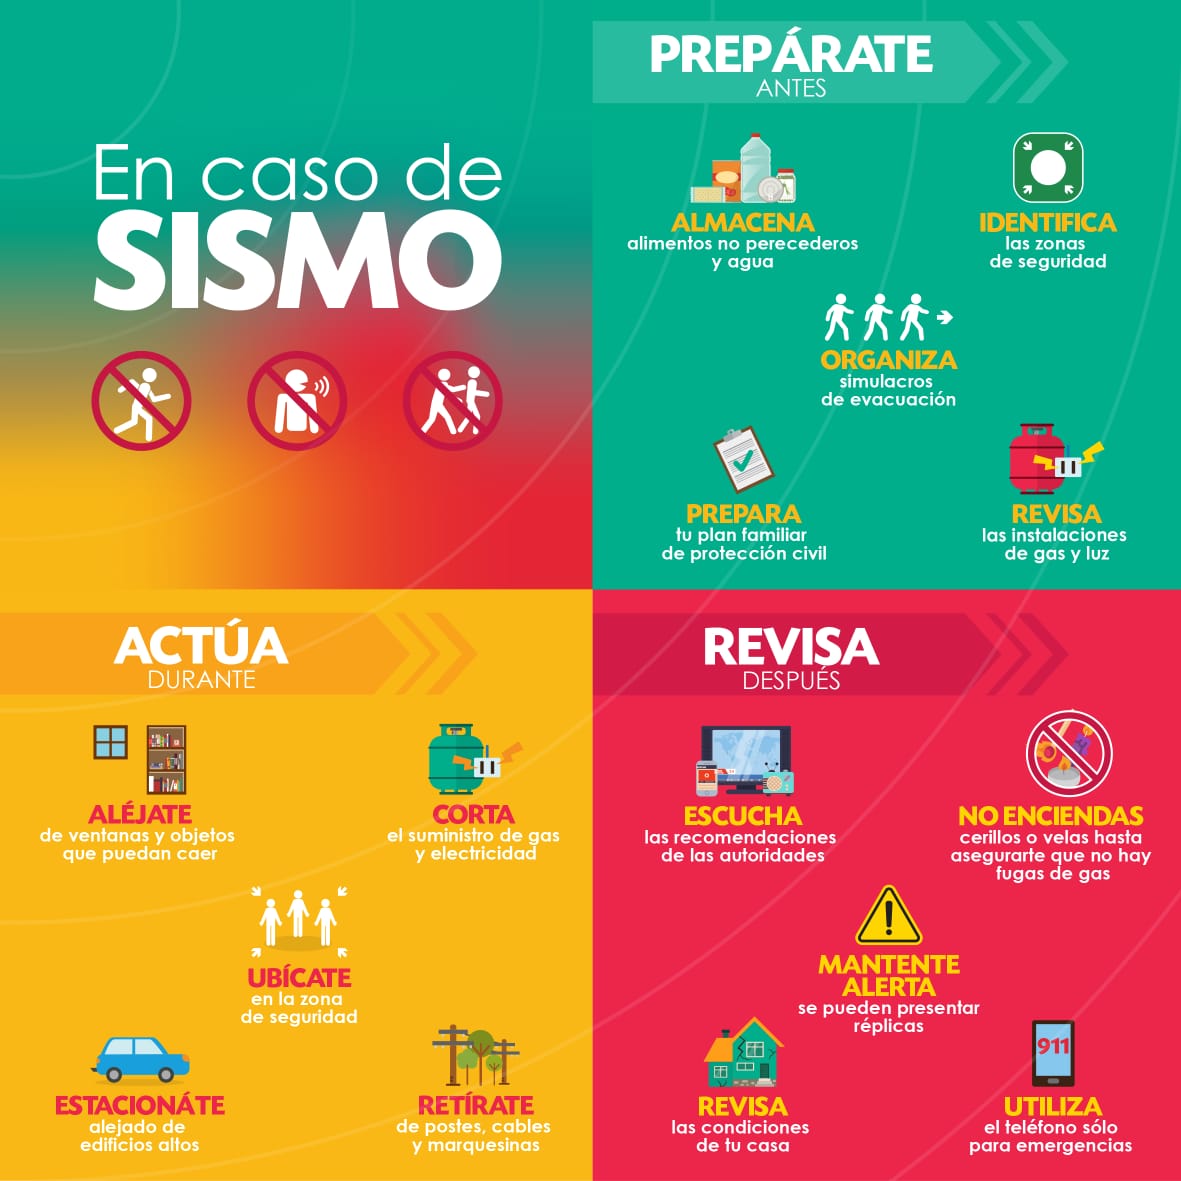 En caso de
SISMO
PREPÁRATE
ANTES
ALMACENA
alimentos no perecederos
y agua
IDENTIFICA
las zonas
de seguridad
ORGANIZA
simulacros
de evacuación
PREPARA
tu plan familiar
de protección civil
REVISA
las instalaciones
de gas y luz
ACTÚA
DURANTE
ALÉJATE
de ventanas y objetos
que puedan caer
CORTA
el suministro de gas
y electricidad
UBÍCATE
en la zona
de seguridad
ESTACIONÁTE
alejado de
edificios altos
RETÍRATE
de postes, cables
y marquesinas
REVISA
DESPUÉS
ESCUCHA
las recomendaciones
de las autoridades
NO ENCIENDAS
cerillos o velas hasta
asegurarte que no hay
fugas de gas
MANTENTE
ALERTA
se pueden presentar
réplicas
REVISA
las condiciones
de tu casa
911
UTILIZA
el teléfono sólo
para emergencias